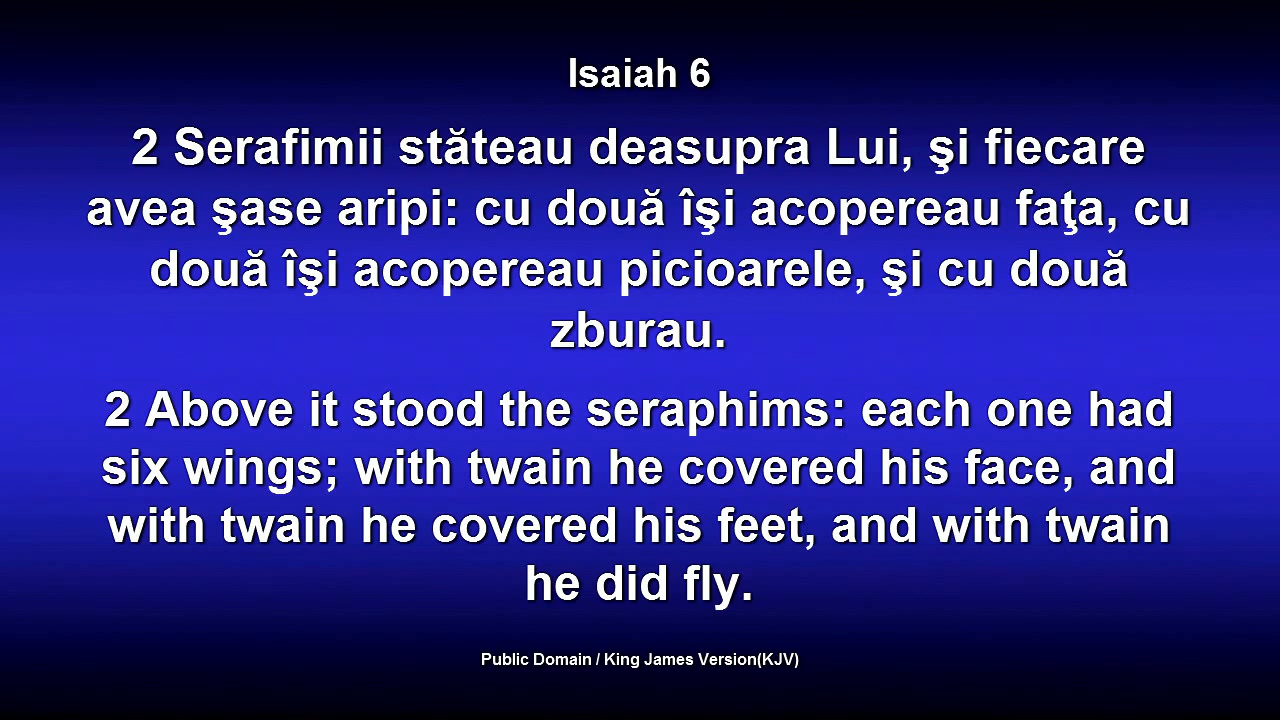 Isaiah 6
2 Serafimii stăteau deasupra Lui, şi fiecare
avea şase aripi: cu două îşi acopereau faţa, cu
două îşi acopereau picioarele, şi cu două
zburau.
2 Above it stood the seraphims: each one had
six wings; with twain he covered his face, and
with twain he covered his feet, and with twain
he did fly.
Public Domain / King James Version(KJV)